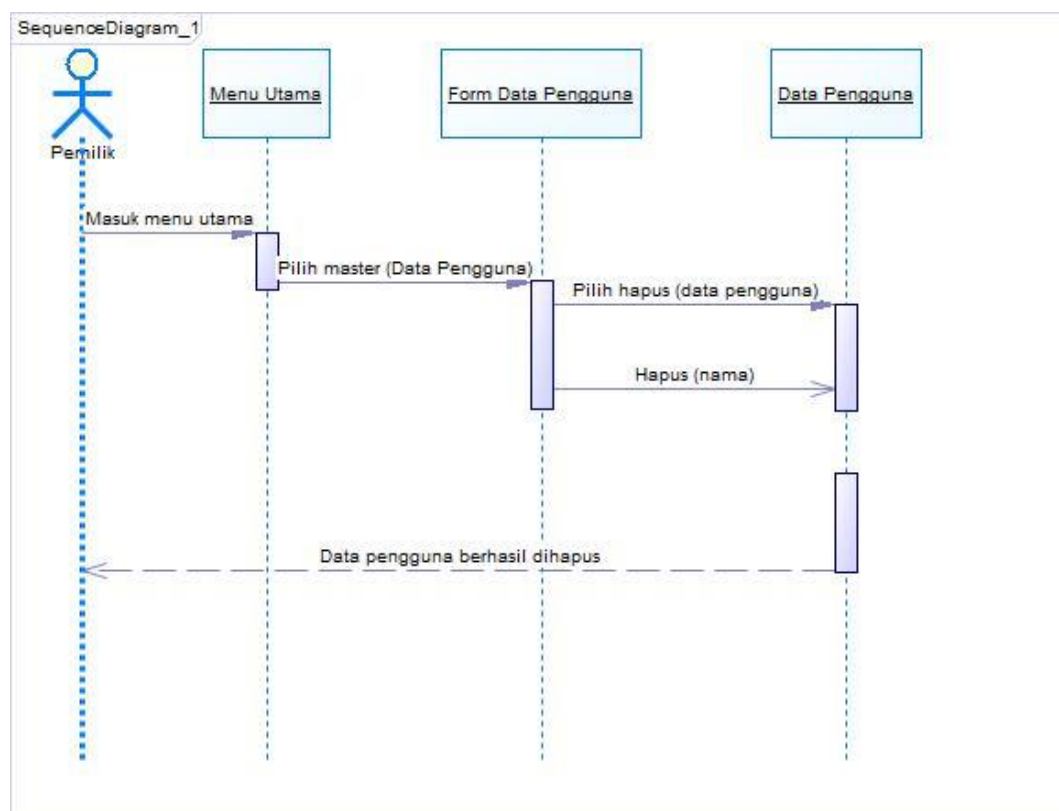 SequenceDiagram_1
Menu Utama
Form Data Pengguna
Data Pengguna
Pemilik
Masuk menu utama
Pilih master (Data Pengguna)
Pilih hapus (data pengguna)
Hapus (nama)
Data pengguna berhasil dihapus